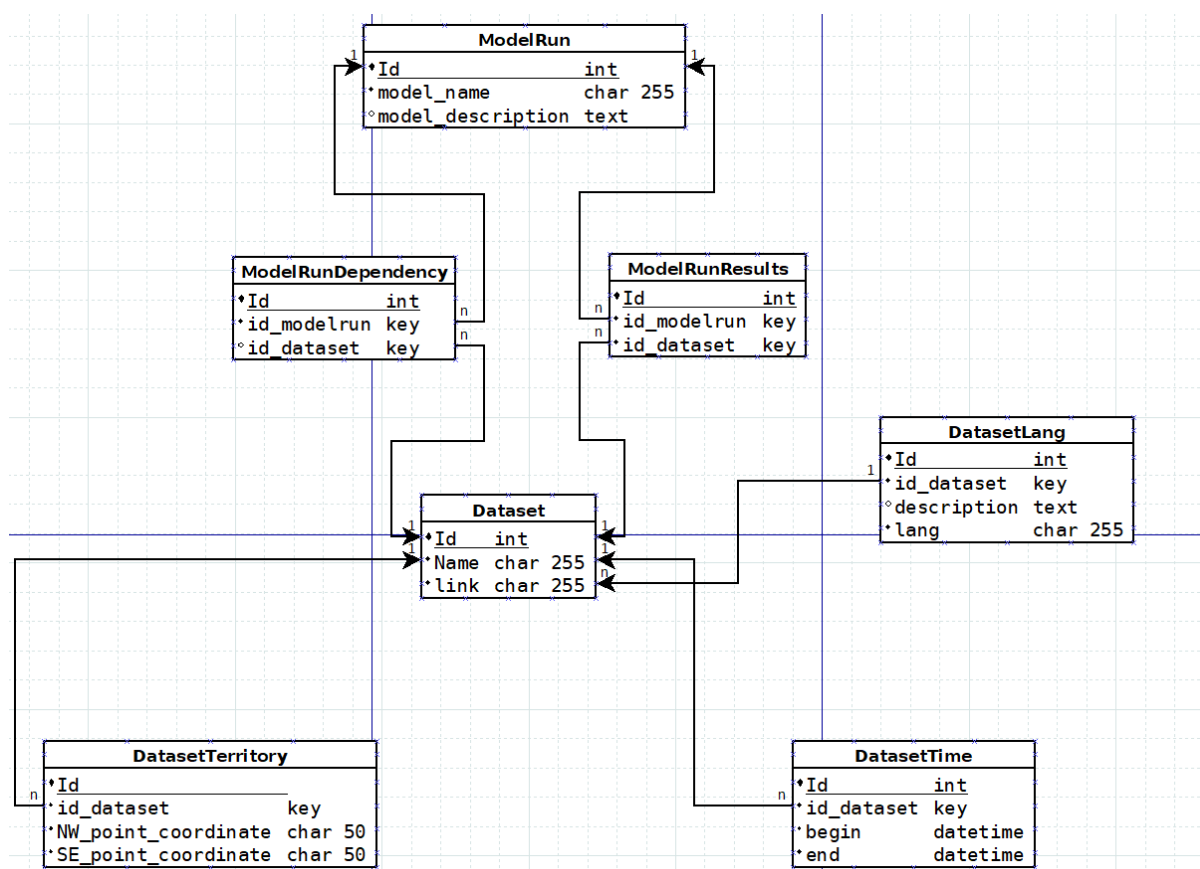 ModelRun
1
1
Id int
model_name char 255
model_description text
ModelRunDependency
Id int
id_modelrun key
id_dataset key
n
n
ModelRunResults
Id int
id_modelrun key
id_dataset key
n
n
DatasetLang
Id int
id_dataset key
description text
lang char 255
1
Dataset
Id int
Name char 255
link char 255
1
1
1
1
n
DatasetTerritory
Id
id_dataset key
NW_point_coordinate char 50
SE_point_coordinate char 50
n
DatasetTime
Id int
id_dataset key
begin datetime
end datetime
n